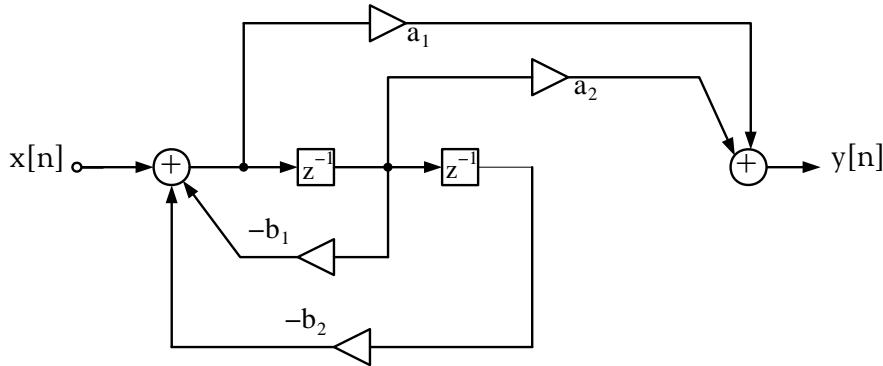 a₁
a₂
x[n]
+
z⁻¹
z⁻¹
+
y[n]
−b₁
−b₂